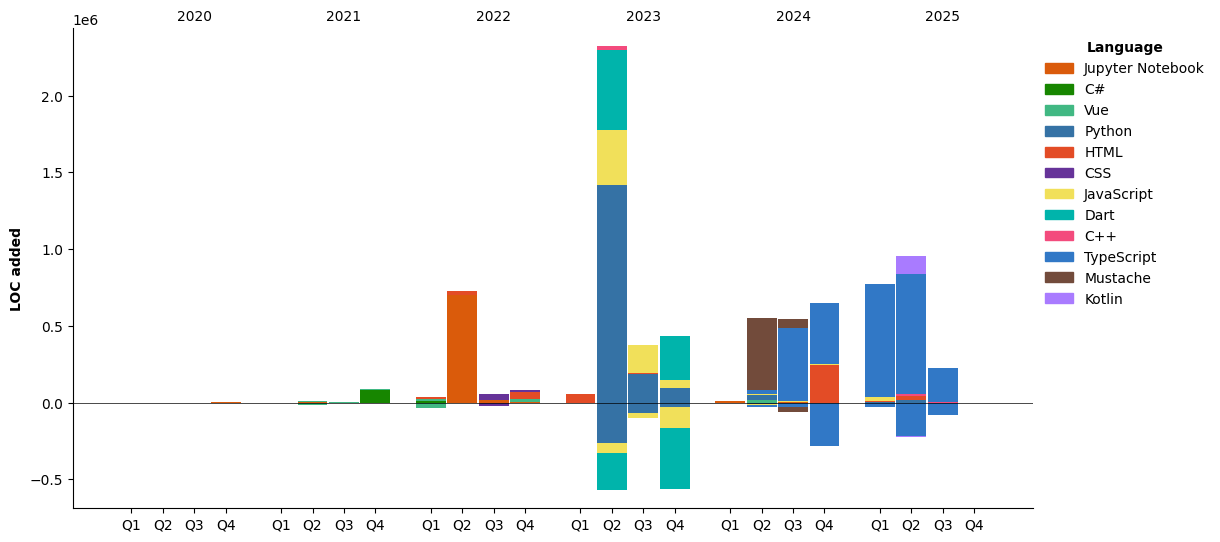 1e6
2020 2021 2022 2023 2024 2025
LOC added
2.0
1.5
1.0
0.5
0.0
−0.5
Q1 Q2 Q3 Q4 Q1 Q2 Q3 Q4 Q1 Q2 Q3 Q4 Q1 Q2 Q3 Q4 Q1 Q2 Q3 Q4 Q1 Q2 Q3 Q4
Language
Jupyter Notebook
C#
Vue
Python
HTML
CSS
JavaScript
Dart
C++
TypeScript
Mustache
Kotlin